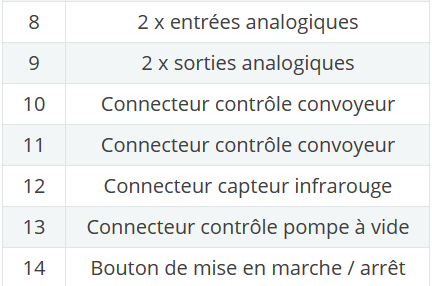 8 2 x entrées analogiques
9 2 x sorties analogiques
10 Connecteur contrôle convoyeur
11 Connecteur contrôle convoyeur
12 Connecteur capteur infrarouge
13 Connecteur contrôle pompe à vide
14 Bouton de mise en marche / arrêt